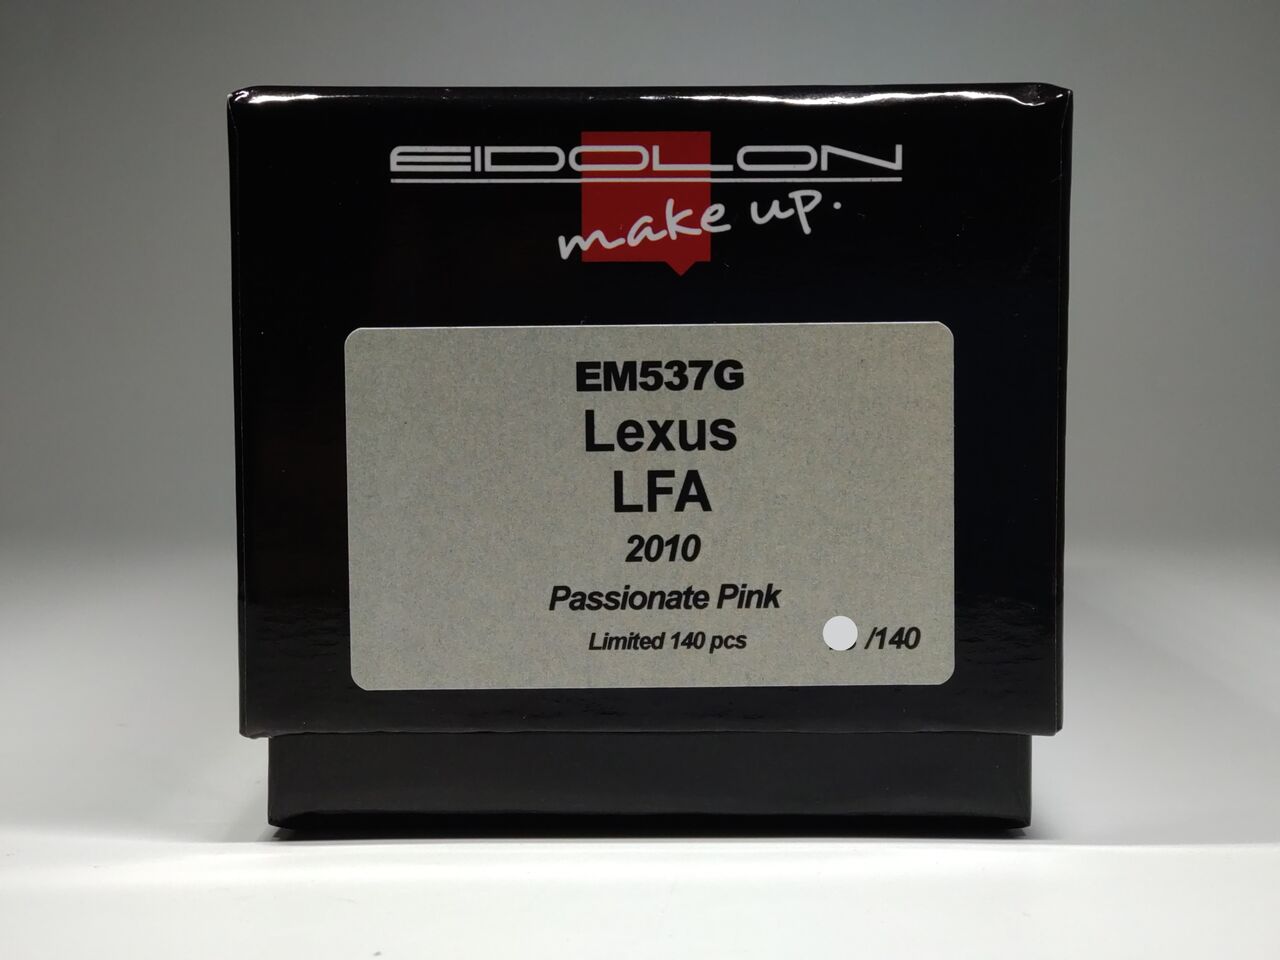 EIDOLON
make up.
EM537G
Lexus
LFA
2010
Passionate Pink
Limited 140 pcs
/140